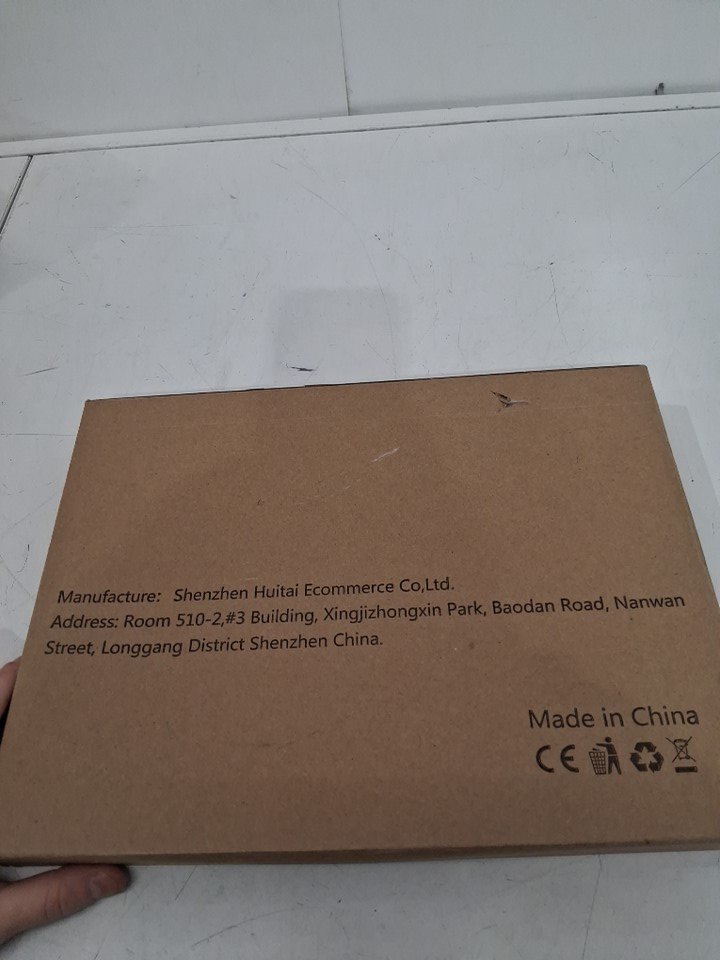 Manufacture: Shenzhen Huitai Ecommerce Co,Ltd.
Address: Room 510-2,#3 Building, Xingjizhongxin Park, Baodan Road, Nanwan
Street, Longgang District Shenzhen China.
Made in China
CE